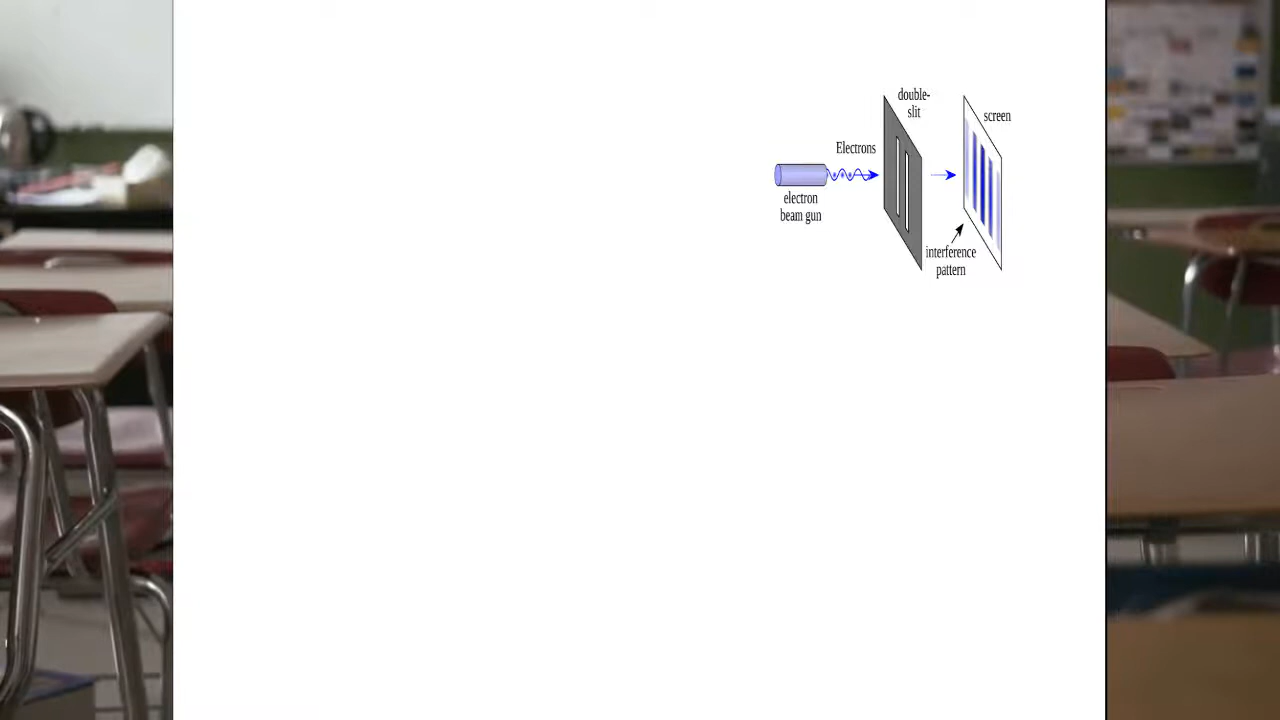 double-
slit
screen
Electrons
electron
beam gun
interference
pattern